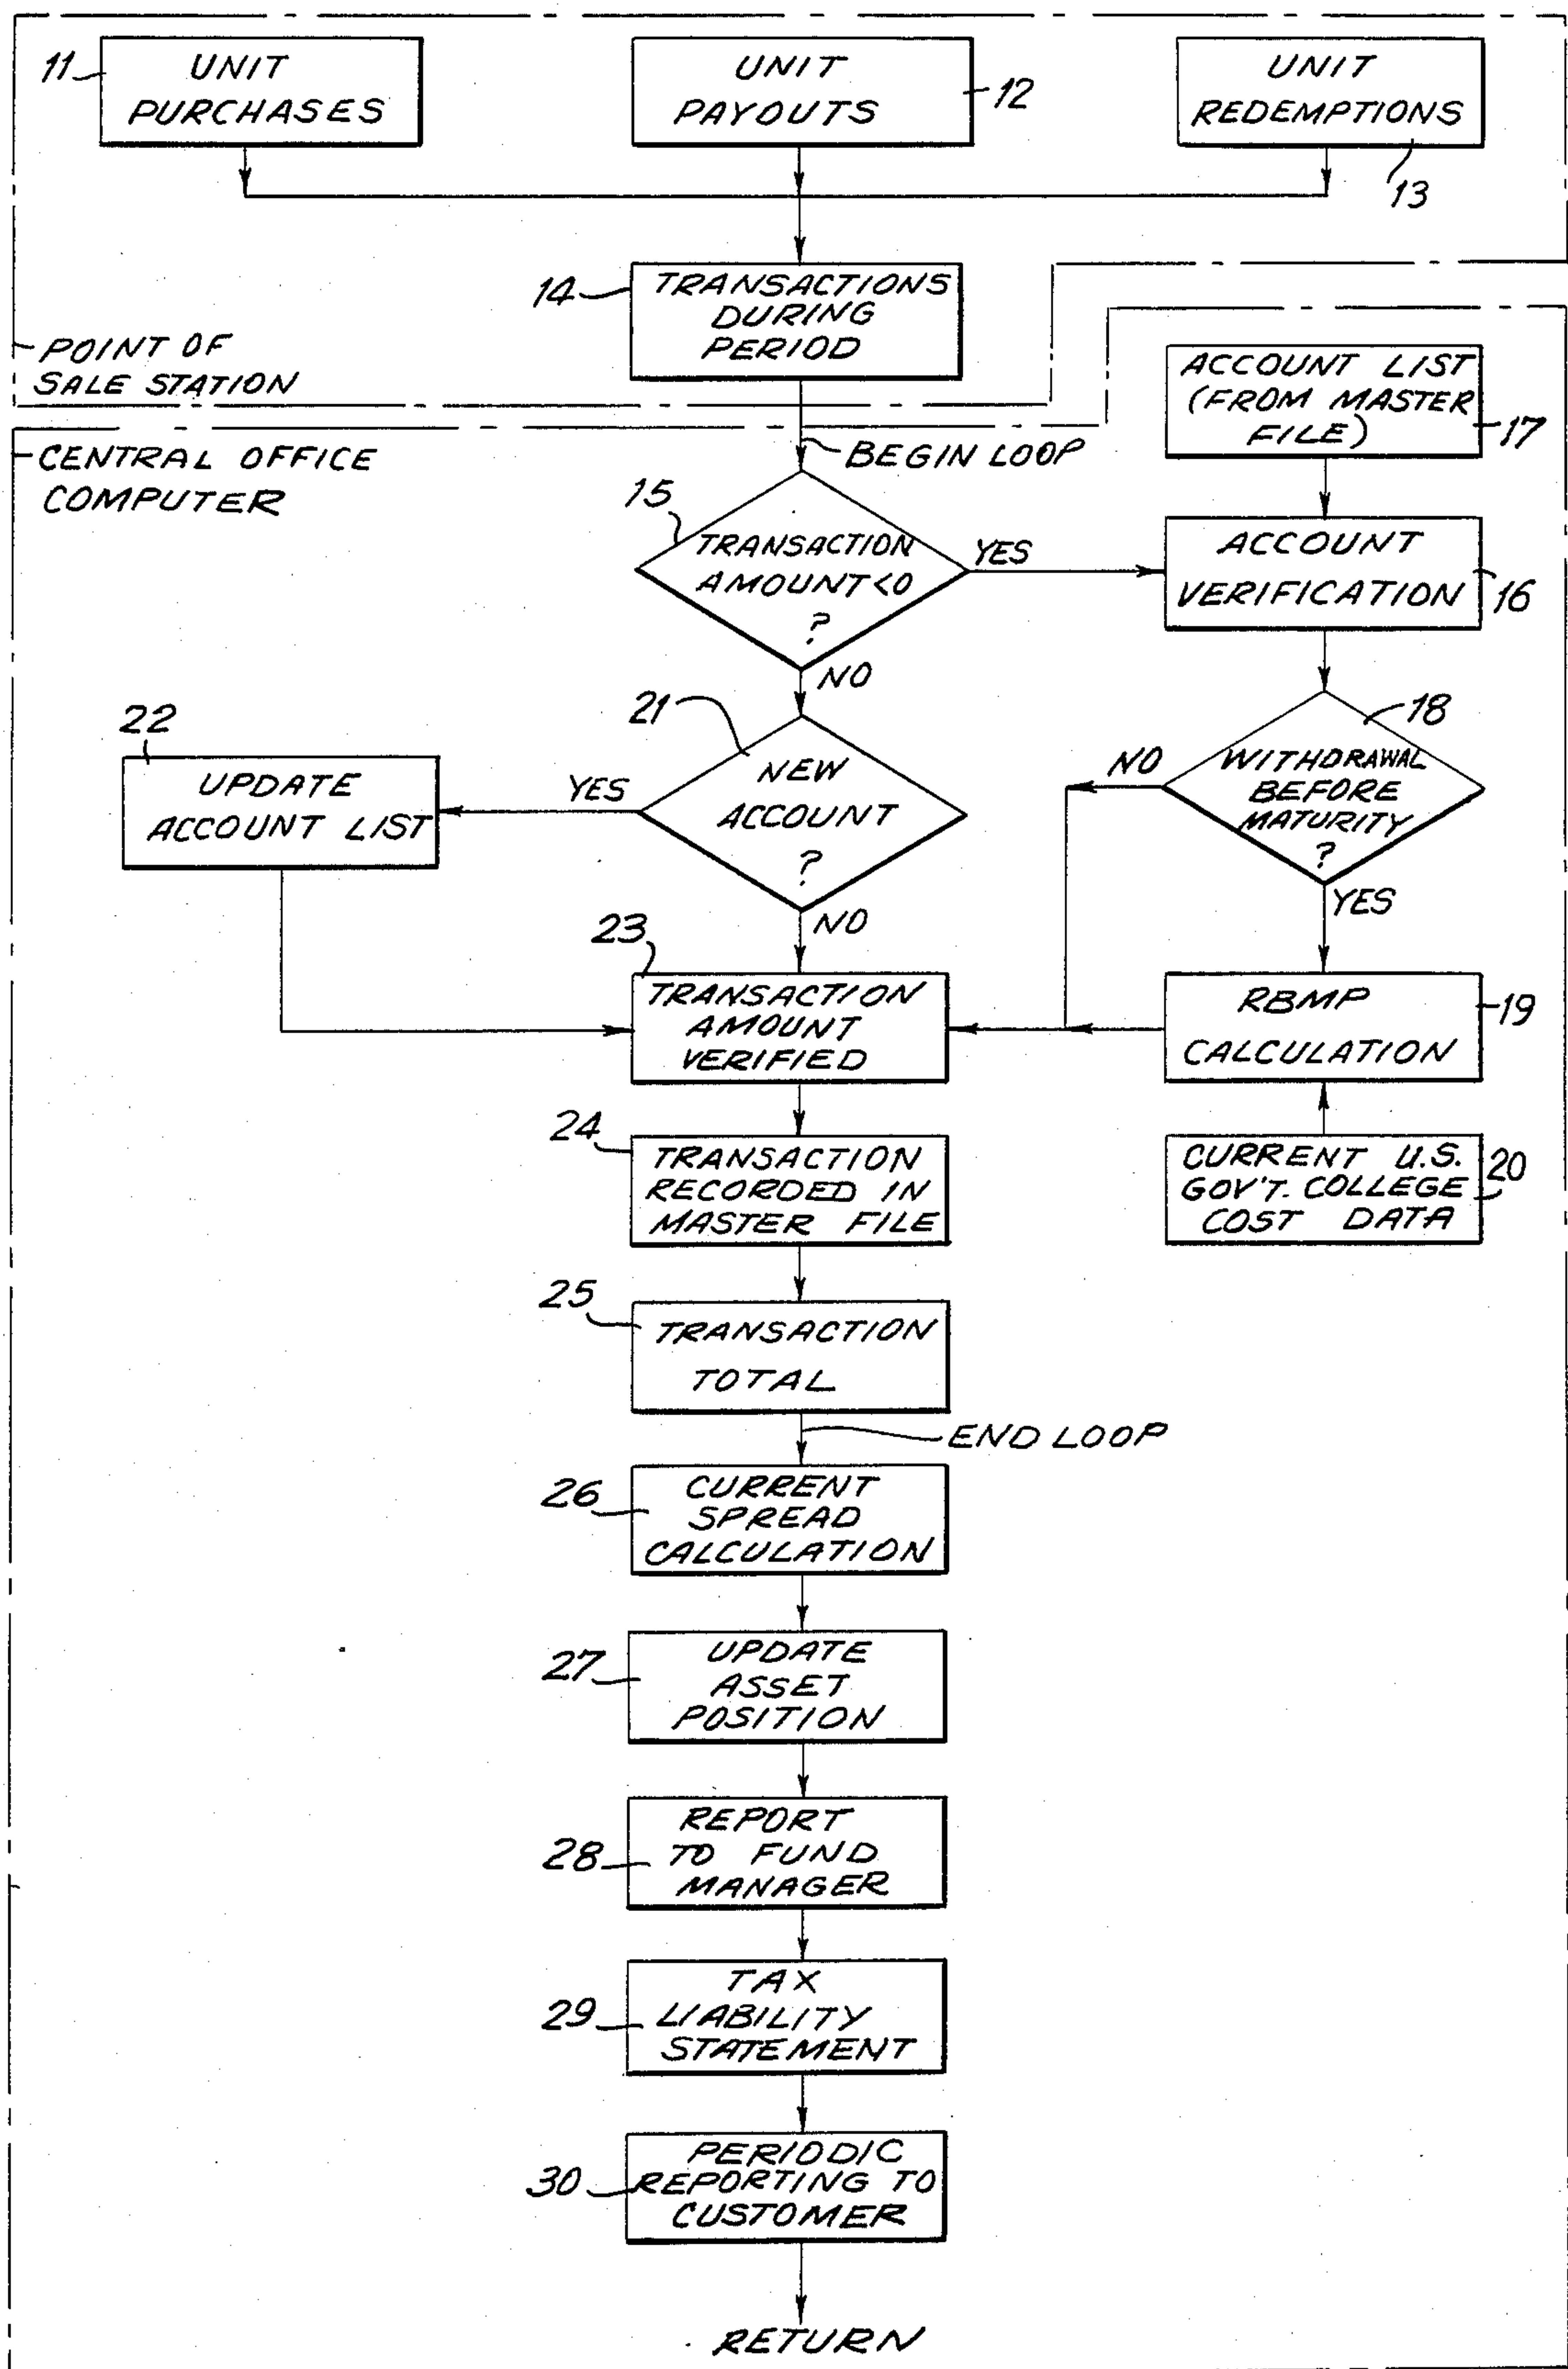 11
UNIT
PURCHASES
UNIT
PAYOUTS
12
UNIT
REDEMPTIONS
13
14
TRANSACTIONS
DURING
PERIOD
POINT OF
SALE STATION
ACCOUNT LIST
(FROM MASTER
FILE)
17
CENTRAL OFFICE
COMPUTER
BEGIN LOOP
15
TRANSACTION
AMOUNT<0
?
YES
NO
ACCOUNT
VERIFICATION
16
18
WITHDRAWAL
BEFORE
MATURITY
?
NO
YES
21
NEW
ACCOUNT
?
YES
NO
22
UPDATE
ACCOUNT LIST
23
TRANSACTION
AMOUNT
VERIFIED
RBMP
CALCULATION
19
CURRENT U.S.
GOV'T. COLLEGE
COST DATA
20
24
TRANSACTION
RECORDED IN
MASTER FILE
25
TRANSACTION
TOTAL
END LOOP
26
CURRENT
SPREAD
CALCULATION
27
UPDATE
ASSET
POSITION
28
REPORT
TO FUND
MANAGER
29
TAX
LIABILITY
STATEMENT
30
PERIODIC
REPORTING TO
CUSTOMER
RETURN